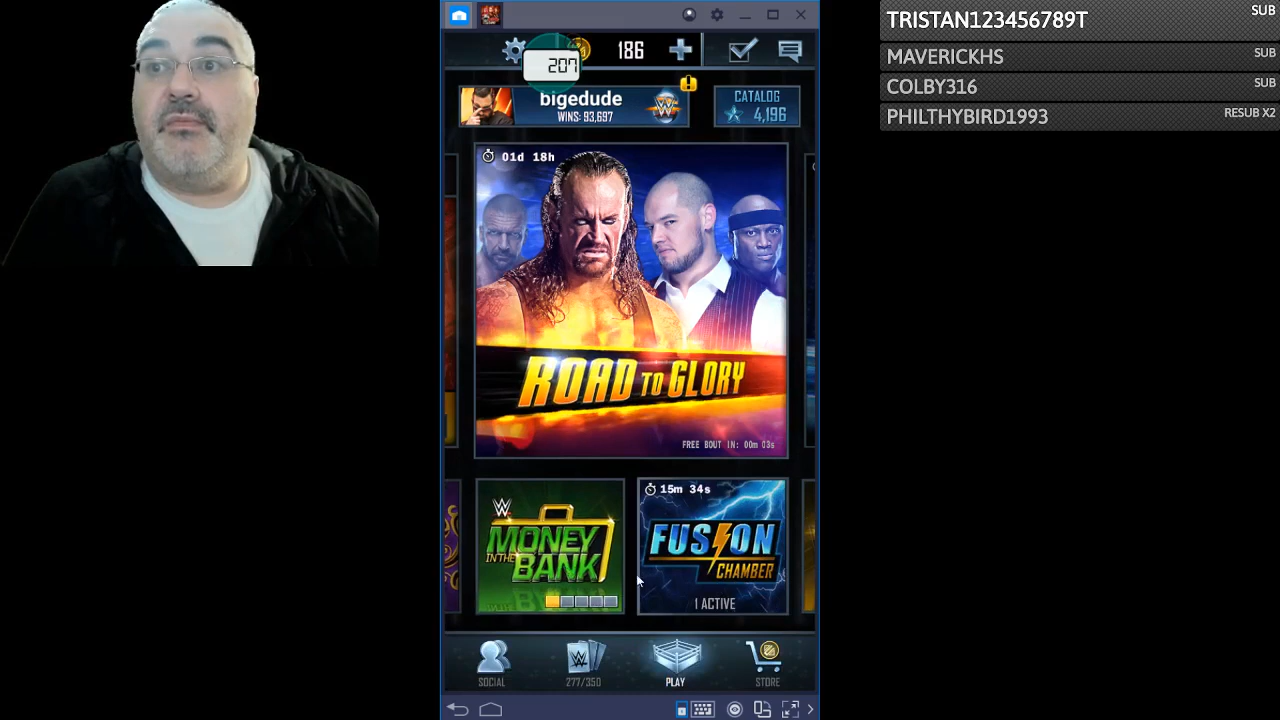 186
207
bigedude
WINS: 93,697
CATALOG
4,196
01d 18h
ROAD TO GLORY
FREE BOUT IN: 00m 03s
MONEY
IN THE
BANK
15m 34s
FUSION
CHAMBER
1 ACTIVE
SOCIAL
277/350
PLAY
STORE
TRISTAN123456789T SUB
MAVERICKHS SUB
COLBY316 SUB
PHILTHYBIRD1993 RESUB X2